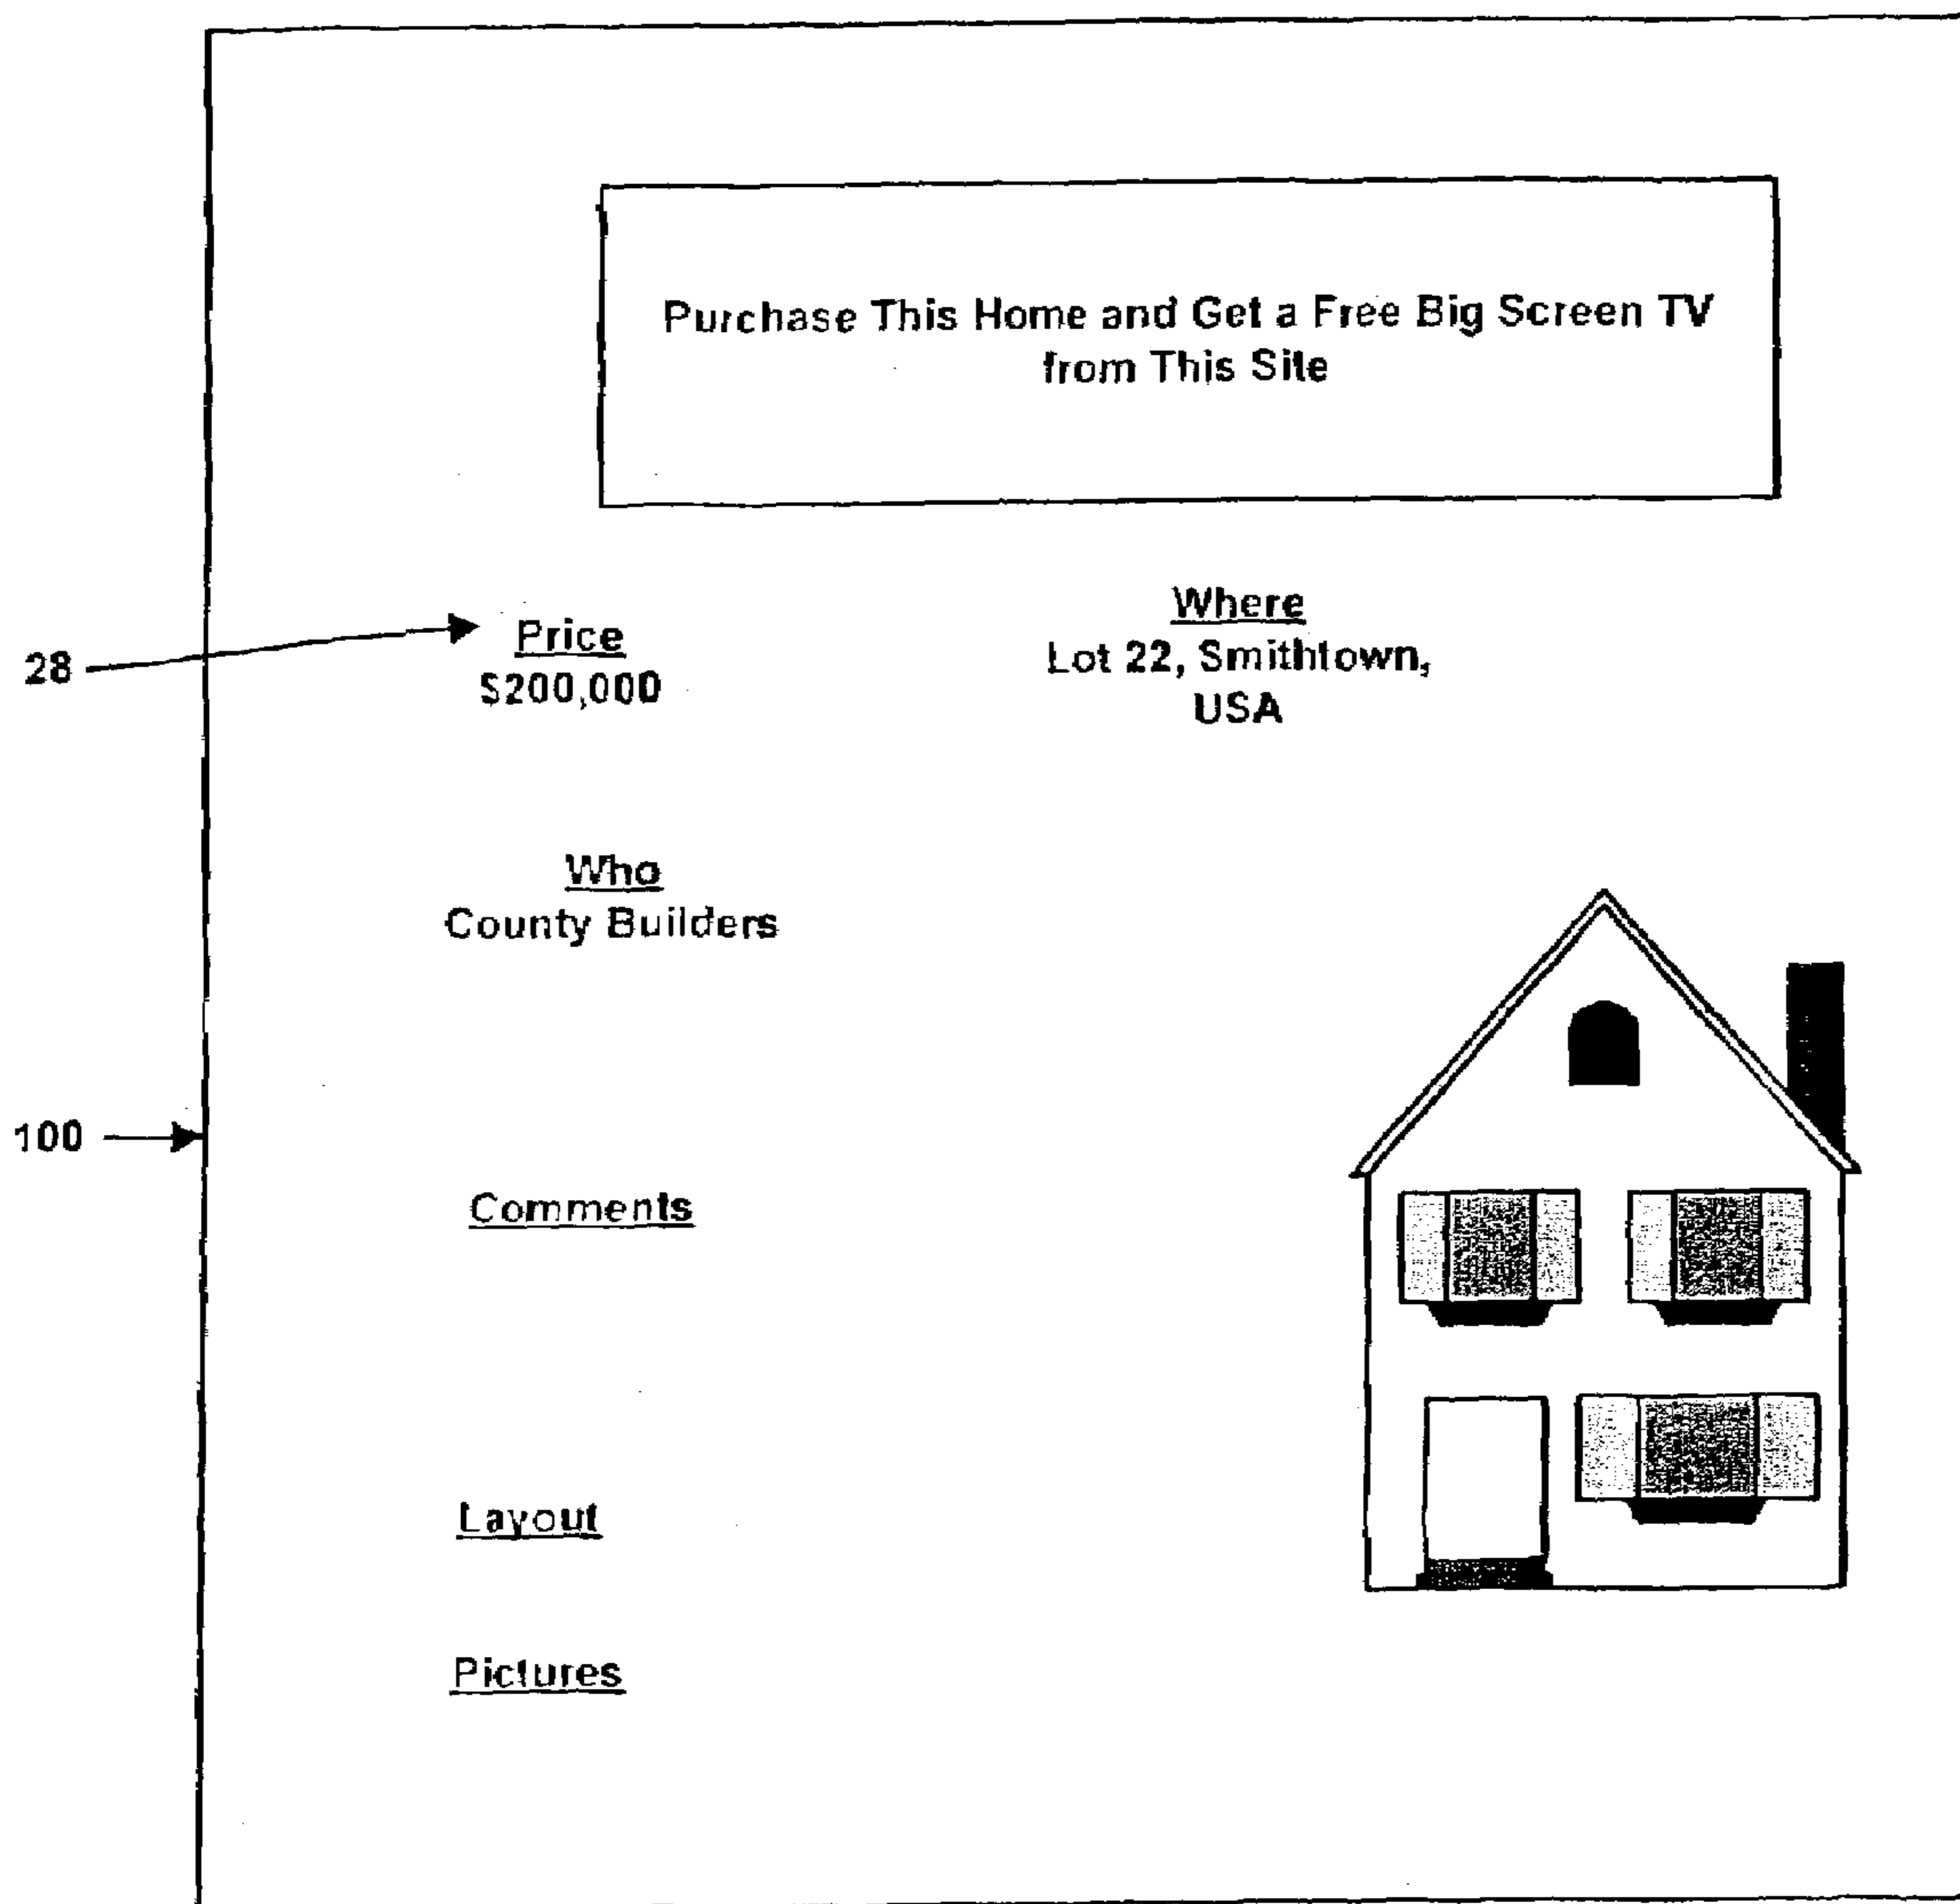 Purchase This Home and Get a Free Big Screen TV
from This Site
28
Price
$200,000
Where
Lot 22, Smithtown,
USA
Who
County Builders
100
Comments
Layout
Pictures